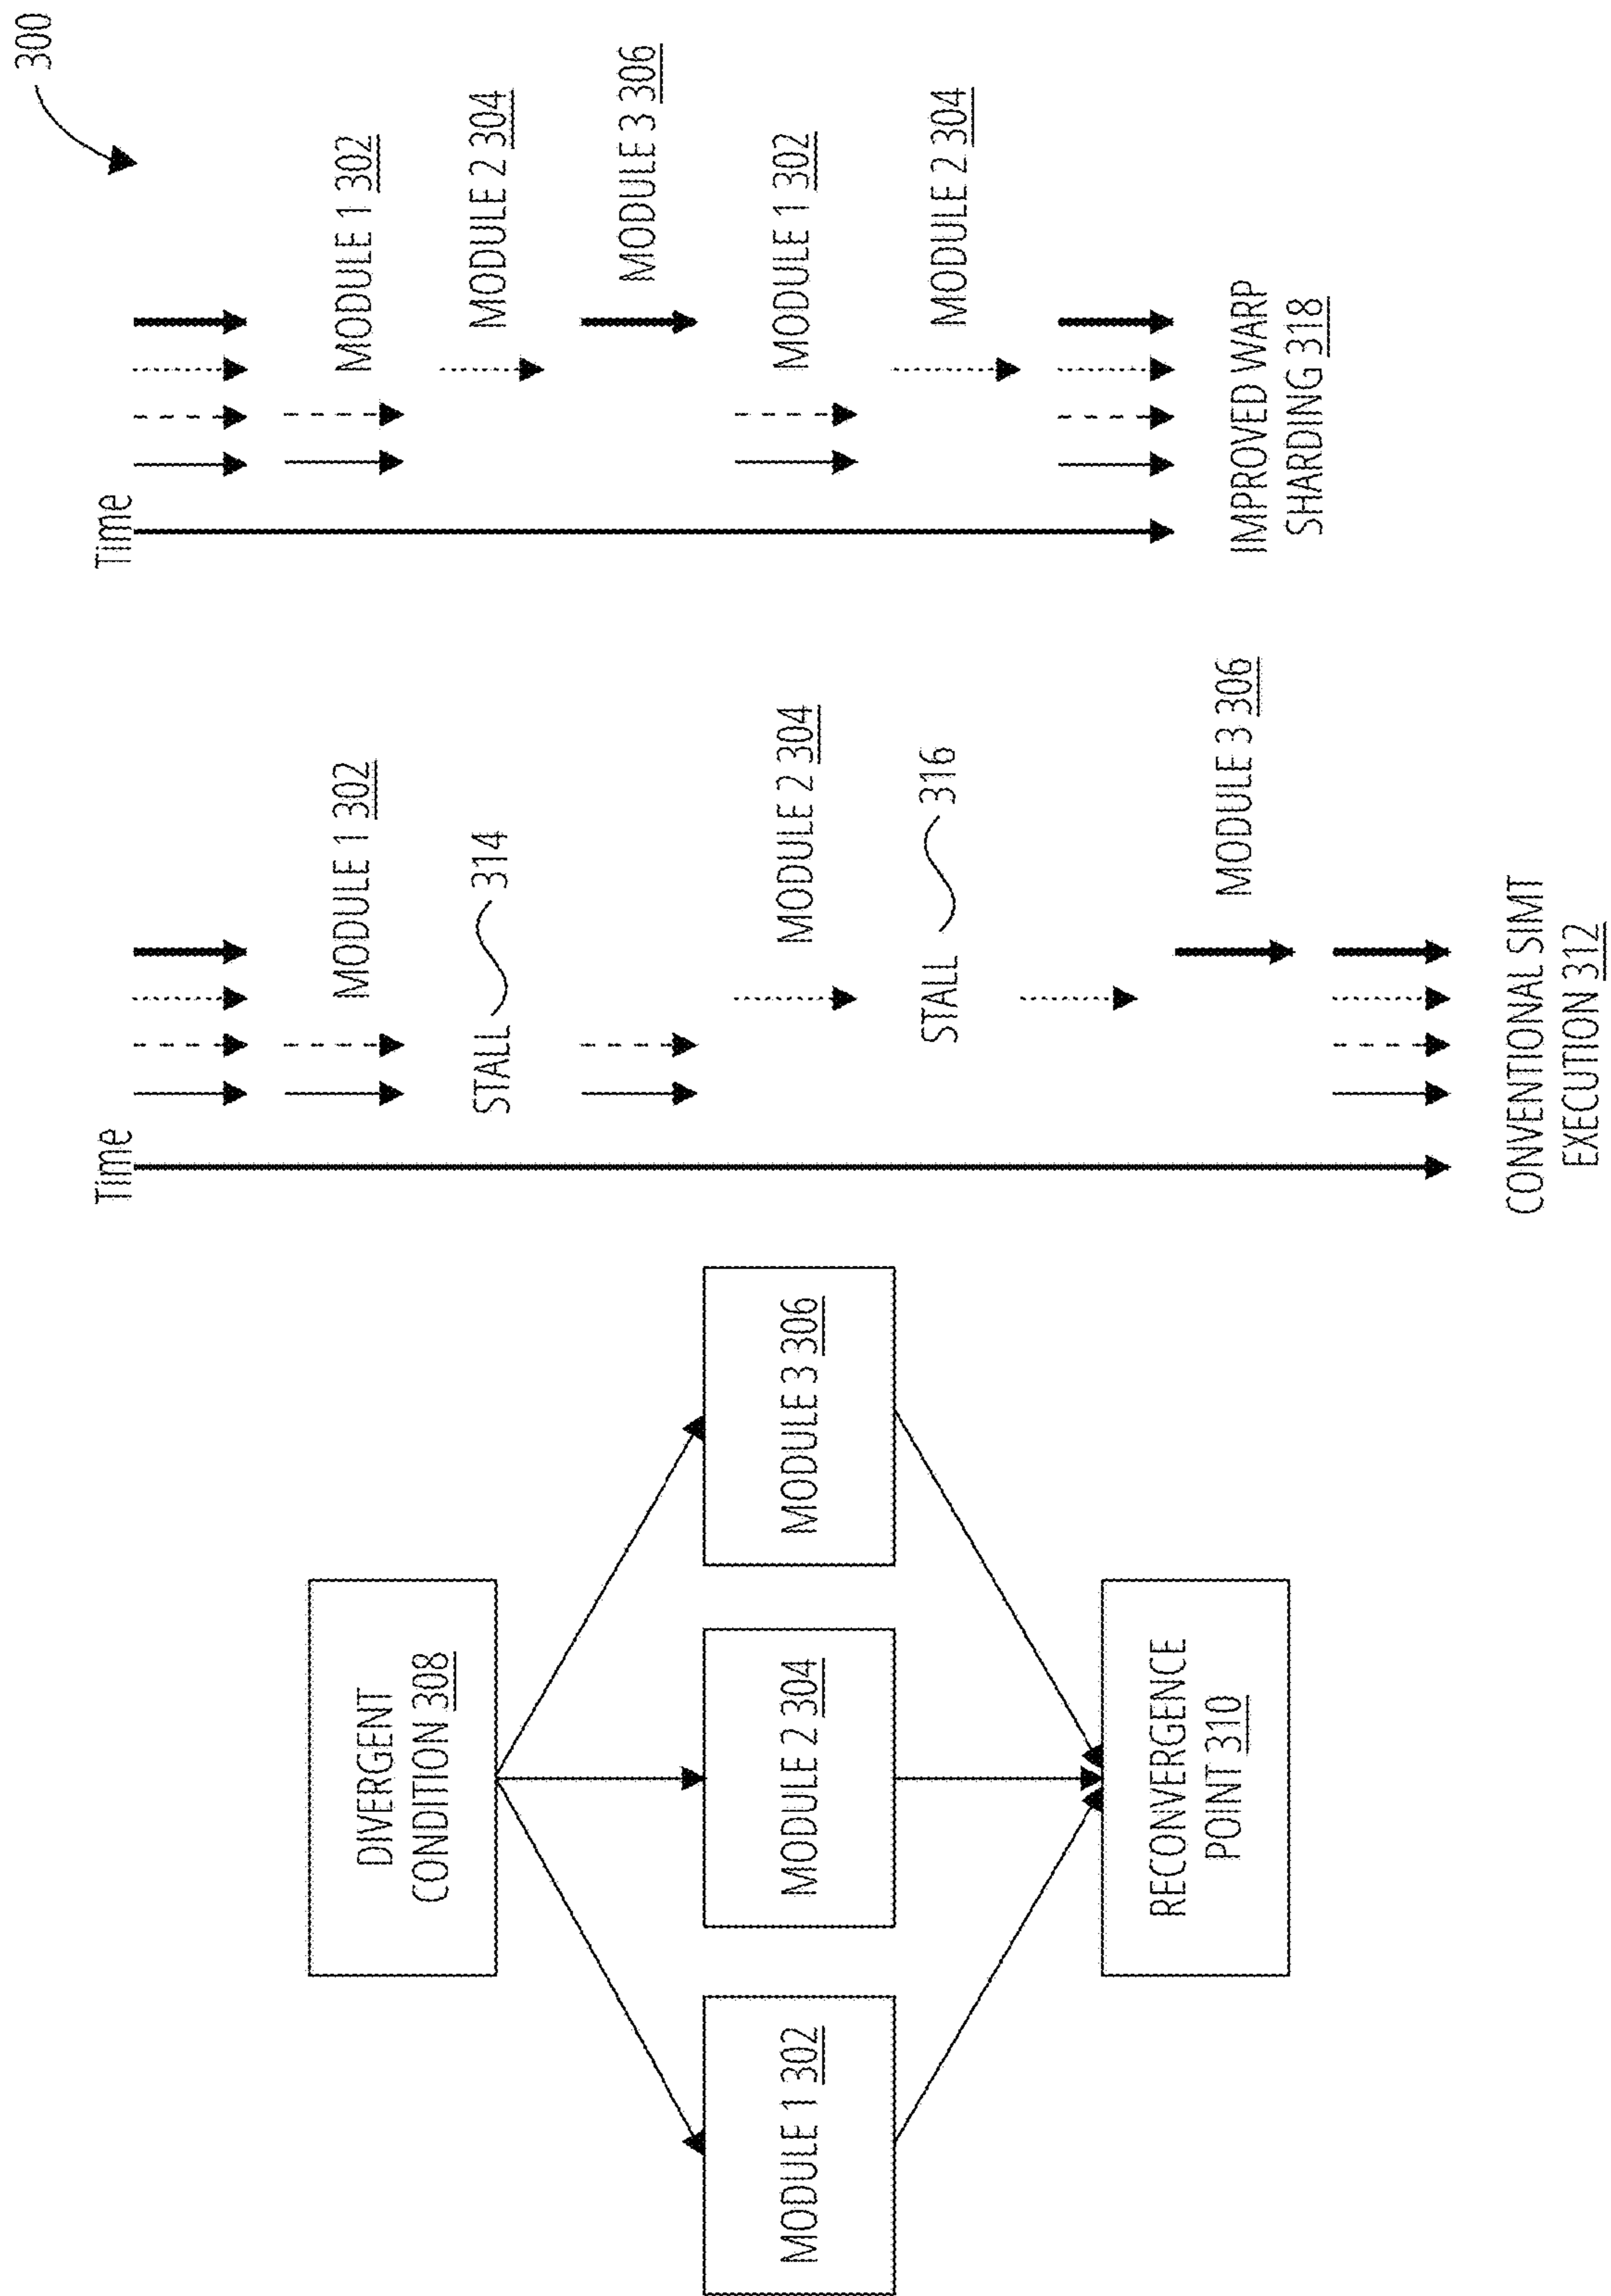 300
DIVERGENT
CONDITION 308
MODULE 1 302
MODULE 2 304
MODULE 3 306
RECONVERGENCE
POINT 310
Time
MODULE 1 302
STALL 314
MODULE 2 304
STALL 316
MODULE 3 306
CONVENTIONAL SIMT
EXECUTION 312
Time
MODULE 1 302
MODULE 2 304
MODULE 3 306
MODULE 1 302
MODULE 2 304
IMPROVED WARP
SHARDING 318